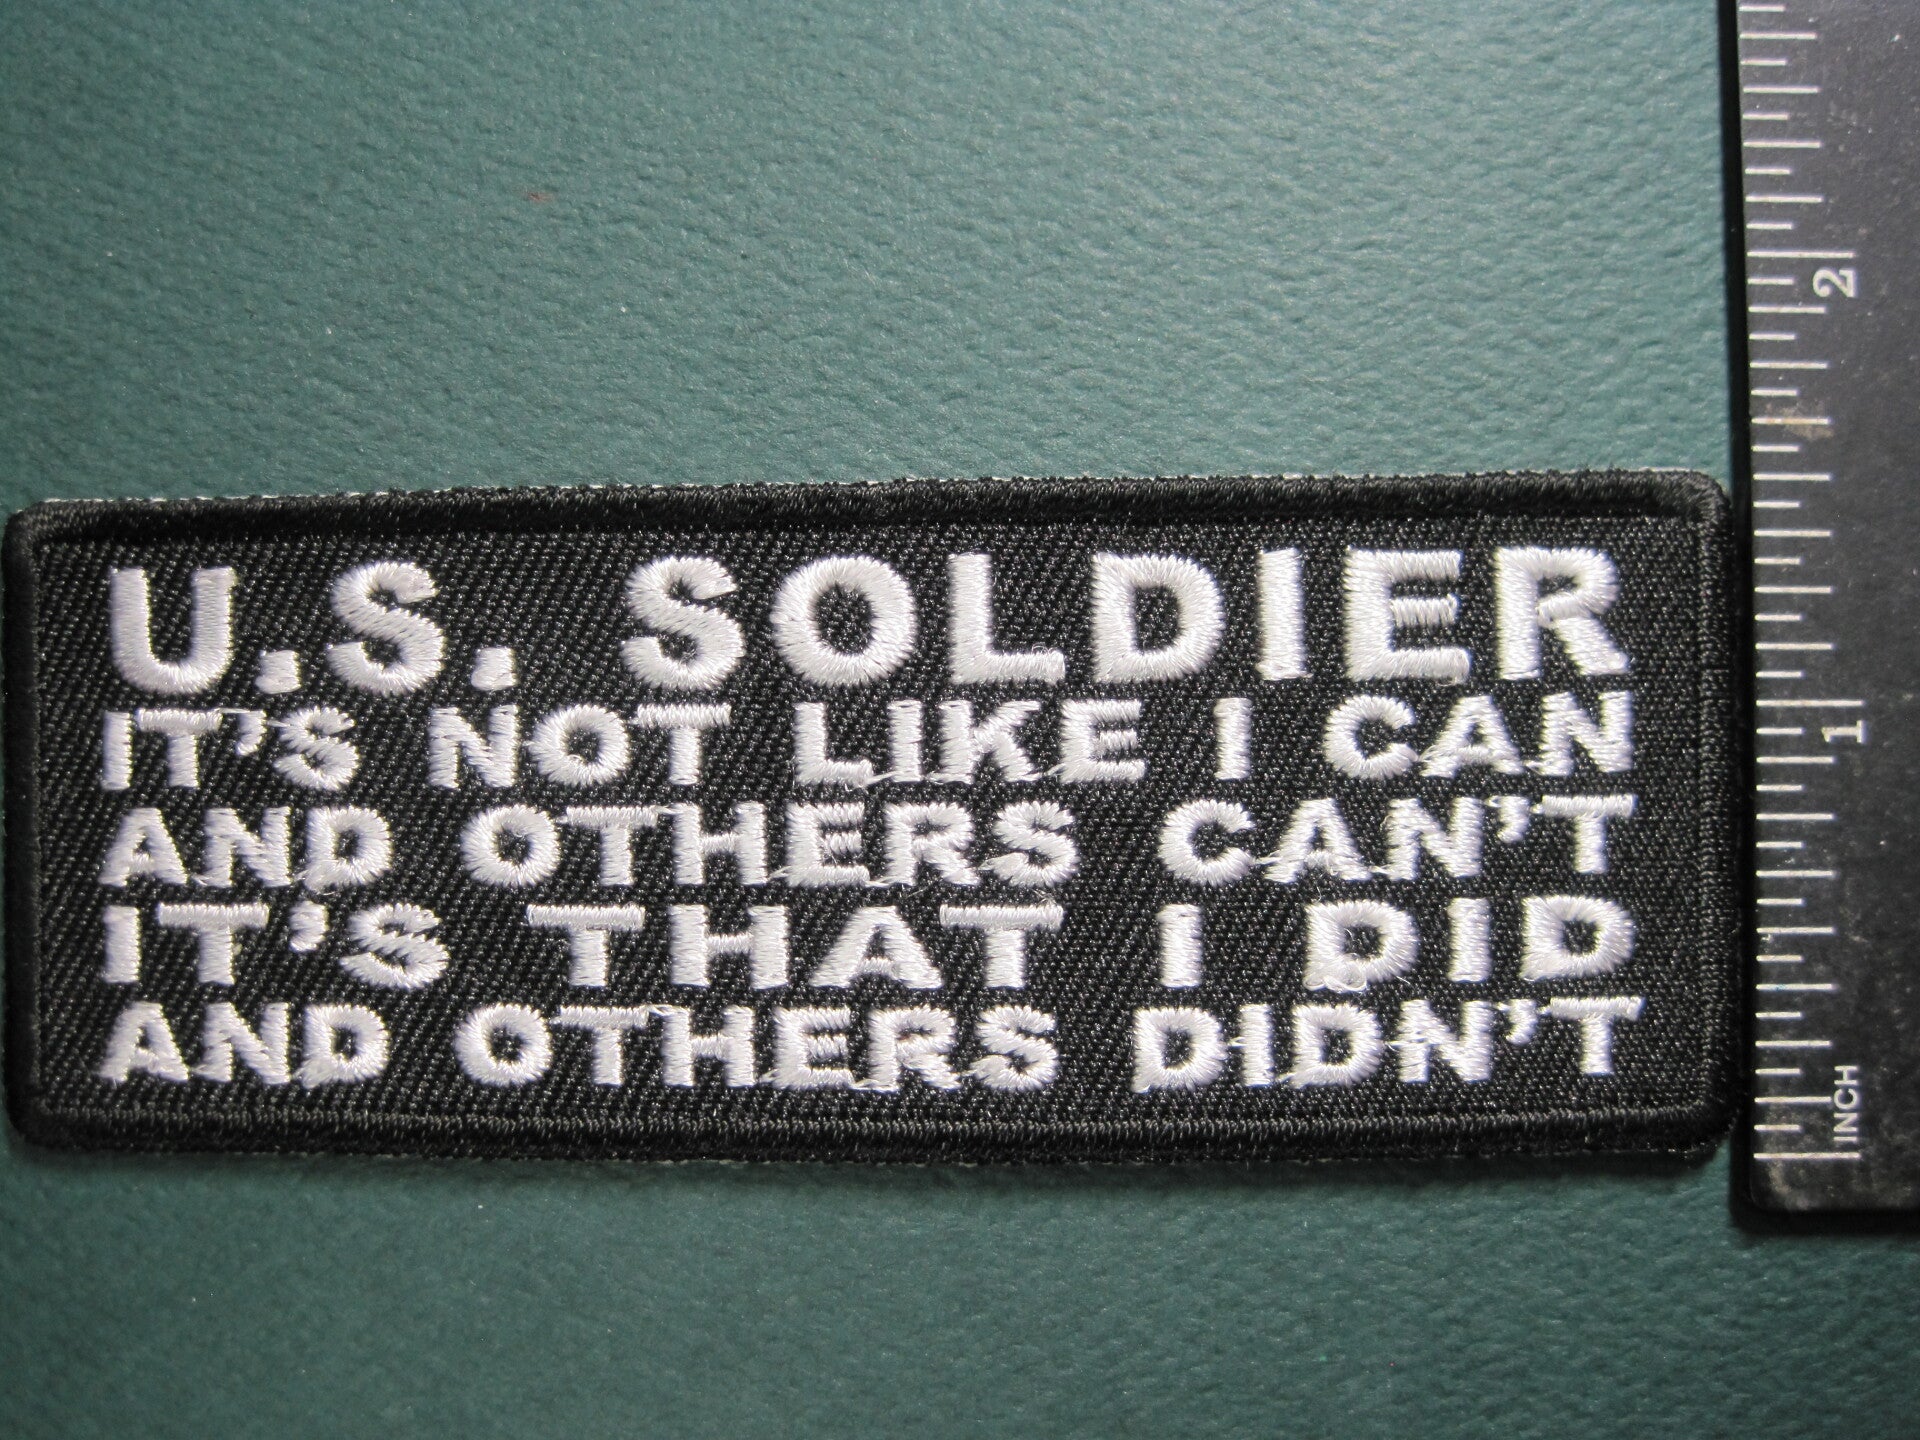 U.S. SOLDIER
IT'S NOT LIKE I CAN
AND OTHERS CAN'T
IT'S THAT I DID
AND OTHERS DIDN'T
2
1
INCH